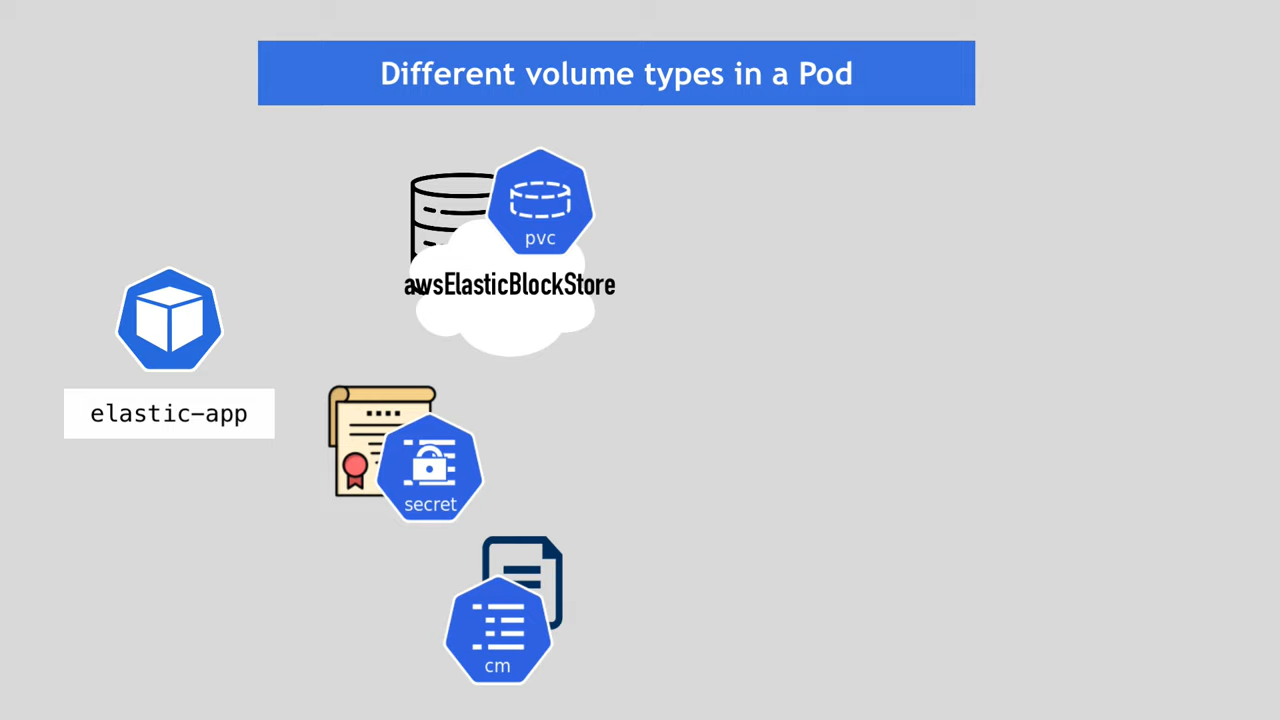 Different volume types in a Pod
pvc
awsElasticBlockStore
elastic-app
secret
cm